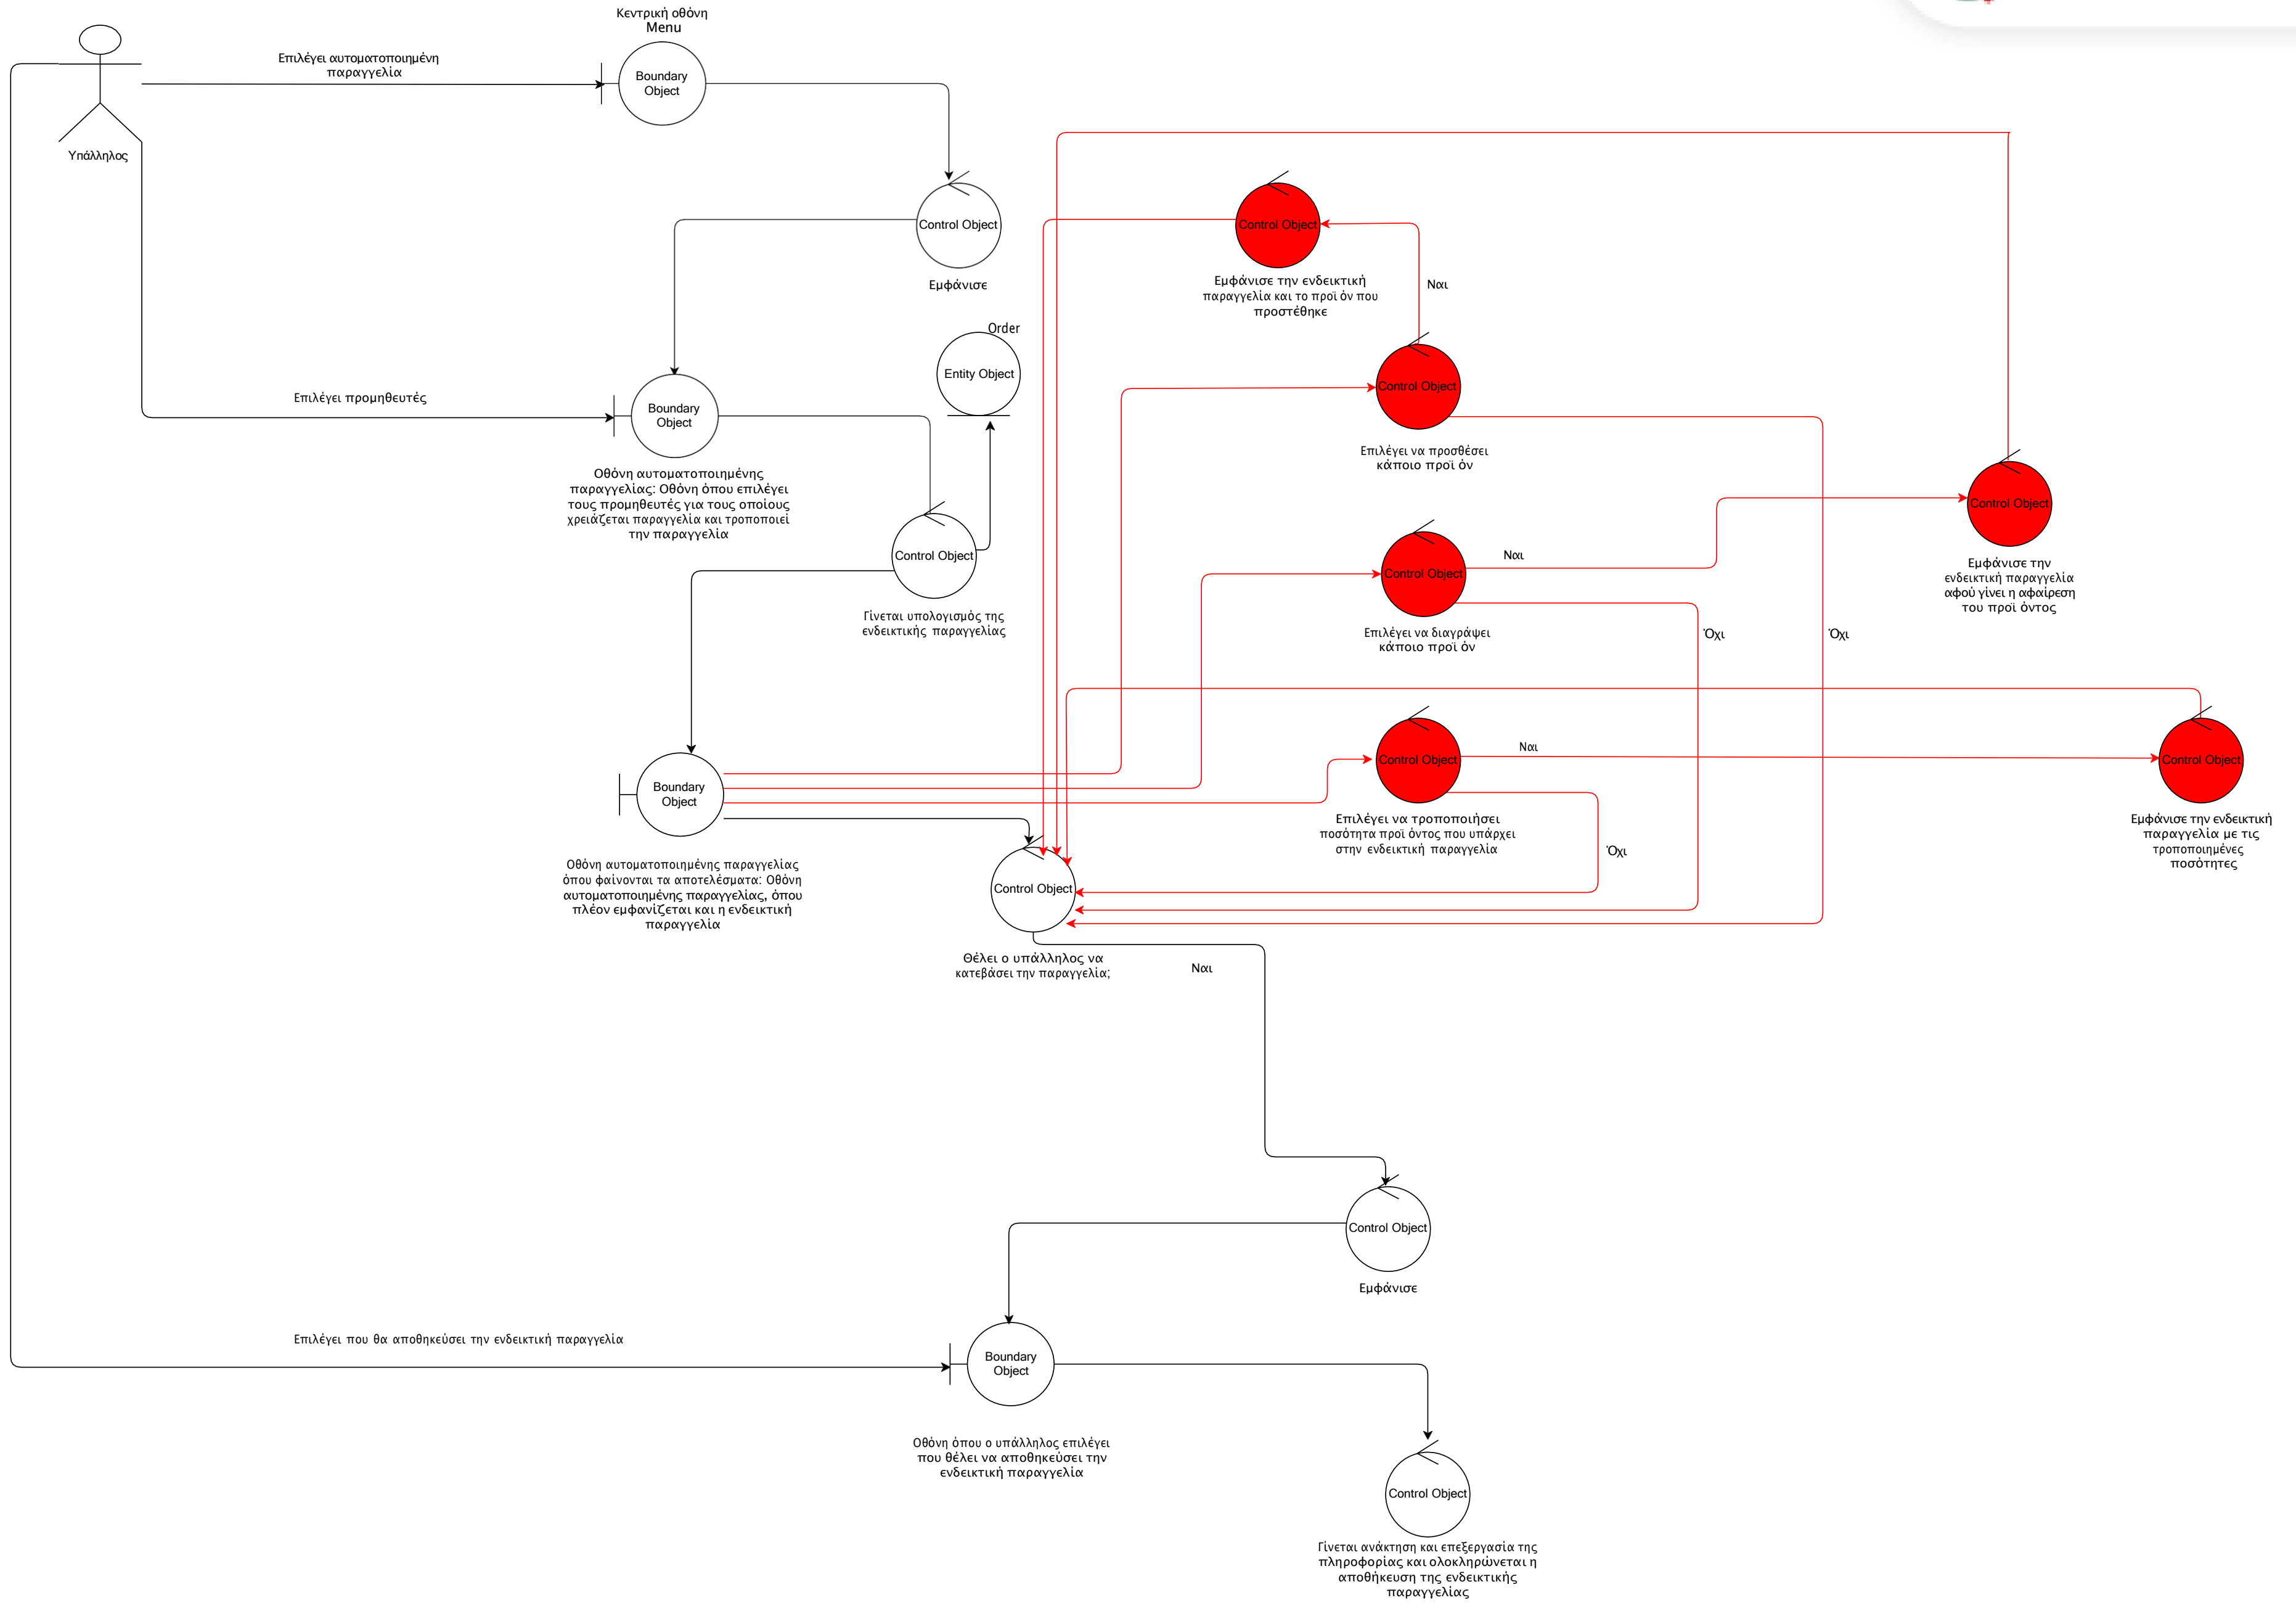 Κεντρική οθόνη
Menu
Επιλέγει αυτοματοποιημένη
παραγγελία
Boundary
Object
Υπάλληλος
Control Object
Εμφάνισε
Control Object
Εμφάνισε την ενδεικτική
παραγγελία και το προϊόν που
προστέθηκε
Ναι
Order
Entity Object
Επιλέγει προμηθευτές
Boundary
Object
Οθόνη αυτοματοποιημένης
παραγγελίας: Οθόνη όπου επιλέγει
τους προμηθευτές για τους οποίους
χρειάζεται παραγγελία και τροποποιεί
την παραγγελία
Control Object
Επιλέγει να προσθέσει
κάποιο προϊόν
Control Object
Εμφάνισε την
ενδεικτική παραγγελία
αφού γίνει η αφαίρεση
του προϊόντος
Control Object
Γίνεται υπολογισμός της
ενδεικτικής παραγγελίας
Control Object
Ναι
Επιλέγει να διαγράψει
κάποιο προϊόν
Όχι
Όχι
Boundary
Object
Οθόνη αυτοματοποιημένης παραγγελίας
όπου φαίνονται τα αποτελέσματα: Οθόνη
αυτοματοποιημένης παραγγελίας, όπου
πλέον εμφανίζεται και η ενδεικτική
παραγγελία
Control Object
Ναι
Επιλέγει να τροποποιήσει
ποσότητα προϊόντος που υπάρχει
στην ενδεικτική παραγγελία
Όχι
Control Object
Εμφάνισε την ενδεικτική
παραγγελία με τις
τροποποιημένες
ποσότητες
Control Object
Θέλει ο υπάλληλος να
κατεβάσει την παραγγελία;
Ναι
Control Object
Εμφάνισε
Επιλέγει που θα αποθηκεύσει την ενδεικτική παραγγελία
Boundary
Object
Οθόνη όπου ο υπάλληλος επιλέγει
που θέλει να αποθηκεύσει την
ενδεικτική παραγγελία
Control Object
Γίνεται ανάκτηση και επεξεργασία της
πληροφορίας και ολοκληρώνεται η
αποθήκευση της ενδεικτικής
παραγγελίας